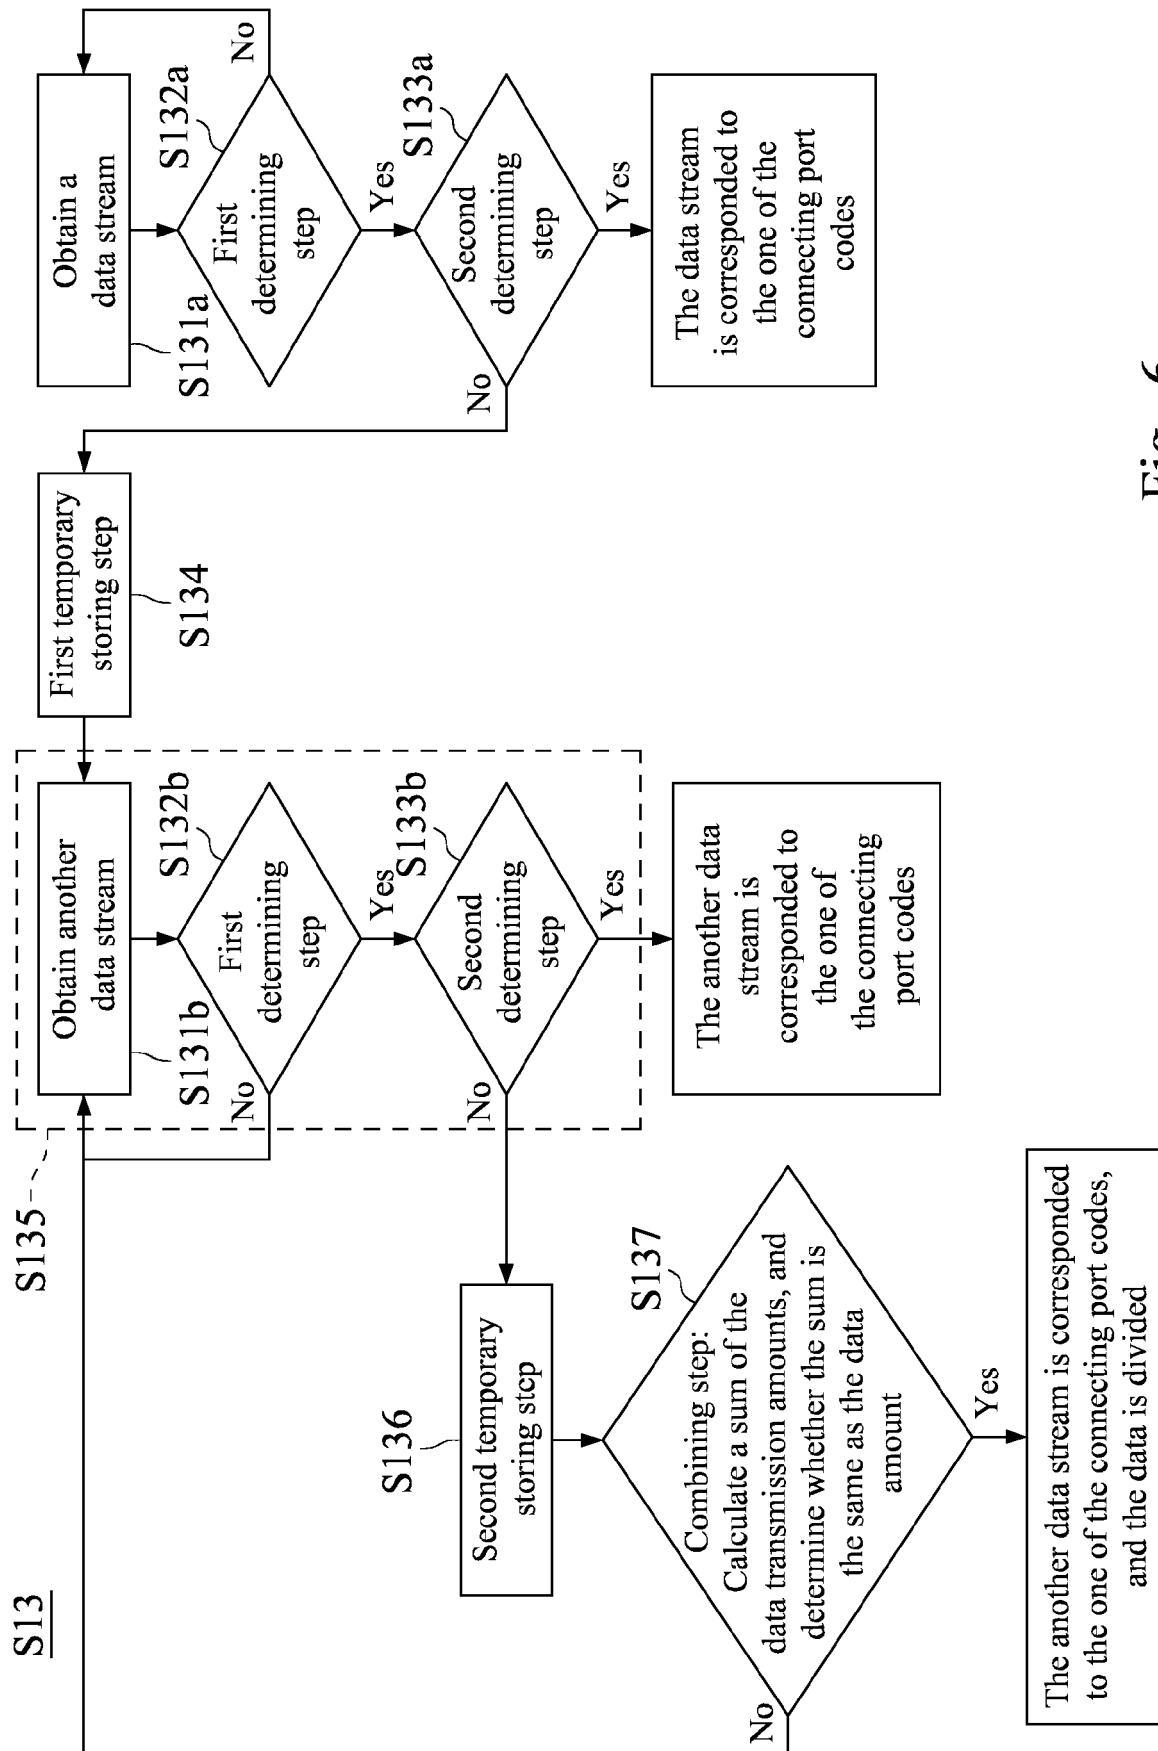 S13
S135
Obtain another
data stream
S131b
First
determining
step
S132b
No
Yes
Second
determining
step
S133b
No
Yes
The another data
stream is
corresponded to
the one of
the connecting
port codes
First temporary
storing step
S134
Obtain a
data stream
S131a
First
determining
step
S132a
No
Yes
Second
determining
step
S133a
No
Yes
The data stream
is corresponded to
the one of the
connecting port
codes
Second temporary
storing step
S136
Combining step:
Calculate a sum of the
data transmission amounts, and
determine whether the sum is
the same as the data
amount
S137
No
Yes
The another data stream is corresponded
to the one of the connecting port codes,
and the data is divided
Fig. 6